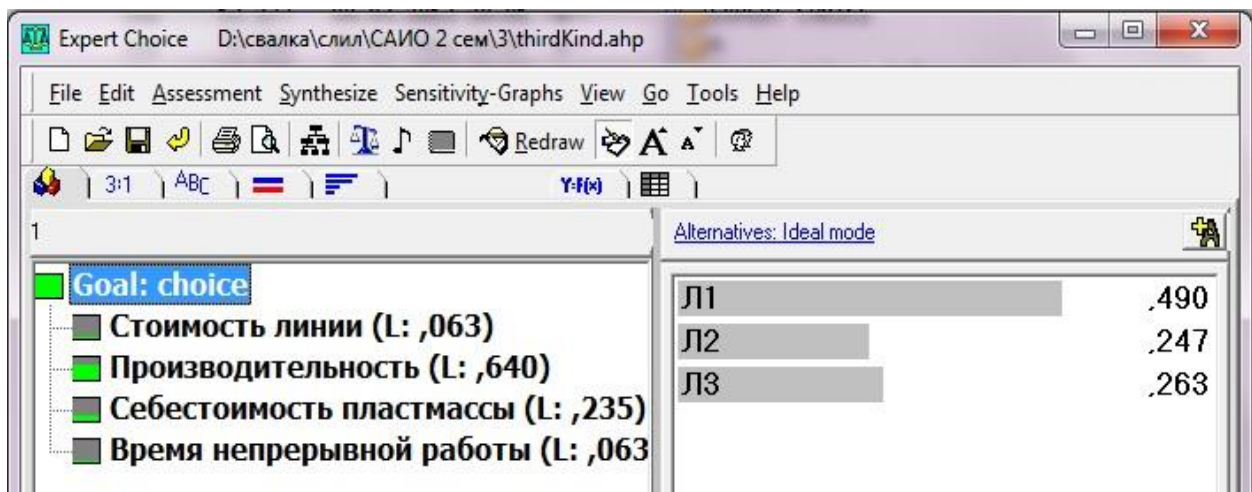 Expert Choice D:\свалка\слил\САИО 2 сем\3\thirdKind.ahp
File Edit Assessment Synthesize Sensitivity-Graphs View Go Tools Help
Redraw A A
3:1 ABC Y=F(x)
1
Alternatives: Ideal mode
Goal: choice
Стоимость линии (L: ,063)
Производительность (L: ,640)
Себестоимость пластмассы (L: ,235)
Время непрерывной работы (L: ,063
Л1 ,490
Л2 ,247
Л3 ,263